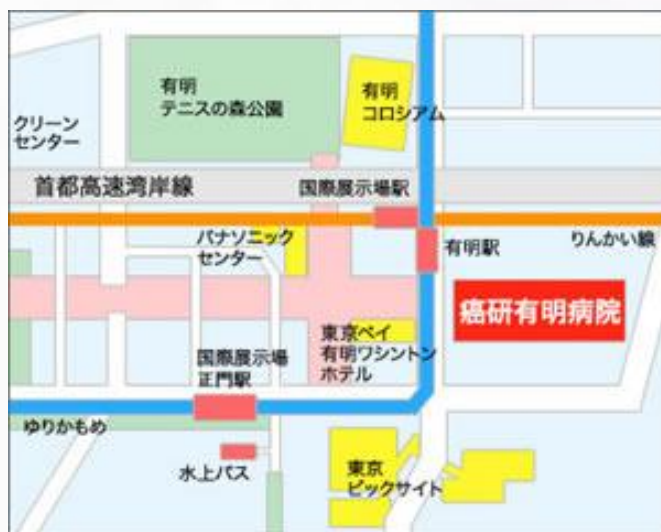 有明
テニスの森公園
有明
コロシアム
クリーン
センター
首都高速湾岸線
国際展示場駅
パナソニック
センター
有明駅
りんかい線
癌研有明病院
東京ベイ
有明ワシントン
ホテル
国際展示場
正門駅
ゆりかもめ
水上バス
東京
ビックサイト